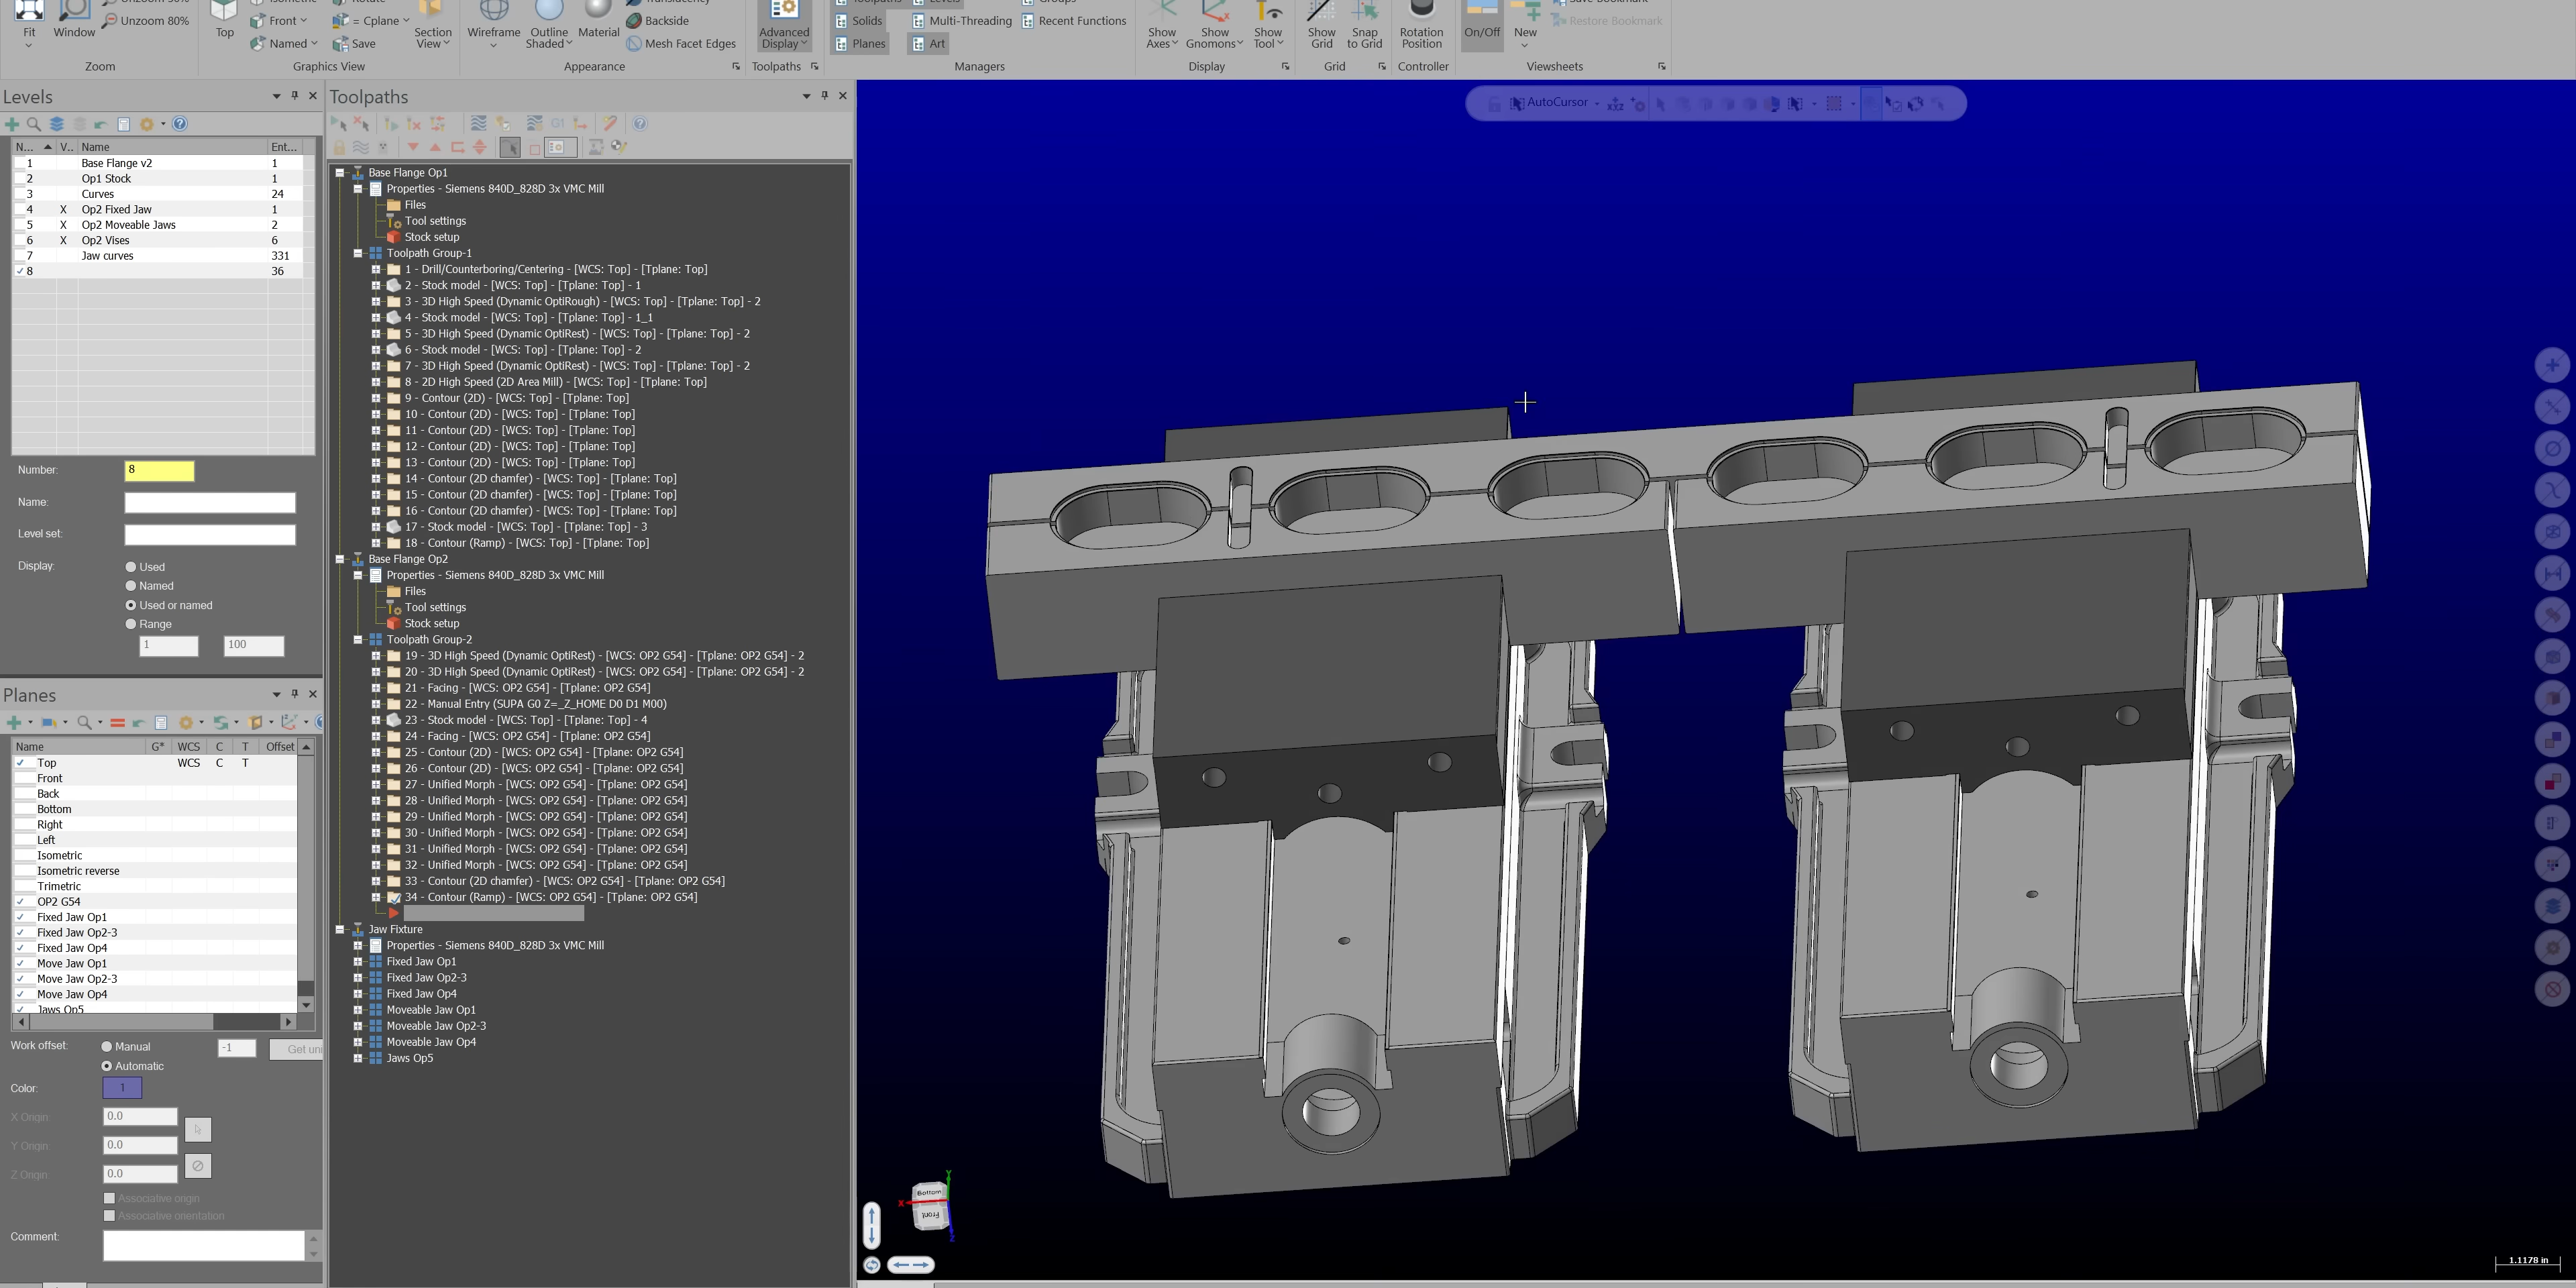 Unzoom 80%
Fit
Window
Zoom
Top
Isometric
Front
Named
Rotate
= Cplane
Save
Section
View
Graphics View
Wireframe
Outline
Shaded
Material
Translucency
Backside
Mesh Facet Edges
Appearance
Advanced
Display
Toolpaths
Toolpaths
Levels
Groups
Solids
Multi-Threading
Recent Functions
Planes
Art
Managers
Show
Axes
Show
Gnomons
Show
Tool
Display
Show
Grid
Snap
to Grid
Grid
Rotation
Position
Controller
On/Off
New
Save Bookmark
Restore Bookmark
Viewsheets
Levels
N... V.. Name Ent...
1 Base Flange v2 1
2 Op1 Stock 1
3 Curves 24
4 X Op2 Fixed Jaw 1
5 X Op2 Moveable Jaws 2
6 X Op2 Vises 6
7 Jaw curves 331
8 36
Number: 8
Name:
Level set:
Display: Used
Named
Used or named
Range
1 100
Planes
Name G* WCS C T Offset
Top WCS C T
Front
Back
Bottom
Right
Left
Isometric
Isometric reverse
Trimetric
OP2 G54
Fixed Jaw Op1
Fixed Jaw Op2-3
Fixed Jaw Op4
Move Jaw Op1
Move Jaw Op2-3
Move Jaw Op4
Jaws Op5
Work offset: Manual -1 Get uni
Automatic
Color: 1
X Origin 0.0
Y Origin 0.0
Z Origin 0.0
Associative origin
Associative orientation
Comment:
Toolpaths
G1
Base Flange Op1
Properties - Siemens 840D_828D 3x VMC Mill
Files
Tool settings
Stock setup
Toolpath Group-1
1 - Drill/Counterboring/Centering - [WCS: Top] - [Tplane: Top]
2 - Stock model - [WCS: Top] - [Tplane: Top] - 1
3 - 3D High Speed (Dynamic OptiRough) - [WCS: Top] - [Tplane: Top] - 2
4 - Stock model - [WCS: Top] - [Tplane: Top] - 1_1
5 - 3D High Speed (Dynamic OptiRest) - [WCS: Top] - [Tplane: Top] - 2
6 - Stock model - [WCS: Top] - [Tplane: Top] - 2
7 - 3D High Speed (Dynamic OptiRest) - [WCS: Top] - [Tplane: Top] - 2
8 - 2D High Speed (2D Area Mill) - [WCS: Top] - [Tplane: Top]
9 - Contour (2D) - [WCS: Top] - [Tplane: Top]
10 - Contour (2D) - [WCS: Top] - [Tplane: Top]
11 - Contour (2D) - [WCS: Top] - [Tplane: Top]
12 - Contour (2D) - [WCS: Top] - [Tplane: Top]
13 - Contour (2D) - [WCS: Top] - [Tplane: Top]
14 - Contour (2D chamfer) - [WCS: Top] - [Tplane: Top]
15 - Contour (2D chamfer) - [WCS: Top] - [Tplane: Top]
16 - Contour (2D chamfer) - [WCS: Top] - [Tplane: Top]
17 - Stock model - [WCS: Top] - [Tplane: Top] - 3
18 - Contour (Ramp) - [WCS: Top] - [Tplane: Top]
Base Flange Op2
Properties - Siemens 840D_828D 3x VMC Mill
Files
Tool settings
Stock setup
Toolpath Group-2
19 - 3D High Speed (Dynamic OptiRest) - [WCS: OP2 G54] - [Tplane: OP2 G54] - 2
20 - 3D High Speed (Dynamic OptiRest) - [WCS: OP2 G54] - [Tplane: OP2 G54] - 2
21 - Facing - [WCS: OP2 G54] - [Tplane: OP2 G54]
22 - Manual Entry (SUPA G0 Z=_Z_HOME D0 D1 M00)
23 - Stock model - [WCS: Top] - [Tplane: Top] - 4
24 - Facing - [WCS: OP2 G54] - [Tplane: OP2 G54]
25 - Contour (2D) - [WCS: OP2 G54] - [Tplane: OP2 G54]
26 - Contour (2D) - [WCS: OP2 G54] - [Tplane: OP2 G54]
27 - Unified Morph - [WCS: OP2 G54] - [Tplane: OP2 G54]
28 - Unified Morph - [WCS: OP2 G54] - [Tplane: OP2 G54]
29 - Unified Morph - [WCS: OP2 G54] - [Tplane: OP2 G54]
30 - Unified Morph - [WCS: OP2 G54] - [Tplane: OP2 G54]
31 - Unified Morph - [WCS: OP2 G54] - [Tplane: OP2 G54]
32 - Unified Morph - [WCS: OP2 G54] - [Tplane: OP2 G54]
33 - Contour (2D chamfer) - [WCS: OP2 G54] - [Tplane: OP2 G54]
34 - Contour (Ramp) - [WCS: OP2 G54] - [Tplane: OP2 G54]
Jaw Fixture
Properties - Siemens 840D_828D 3x VMC Mill
Fixed Jaw Op1
Fixed Jaw Op2-3
Fixed Jaw Op4
Moveable Jaw Op1
Moveable Jaw Op2-3
Moveable Jaw Op4
Jaws Op5
AutoCursor
XYZ
Y
Bottom
X
Front
Z
1.1178 in